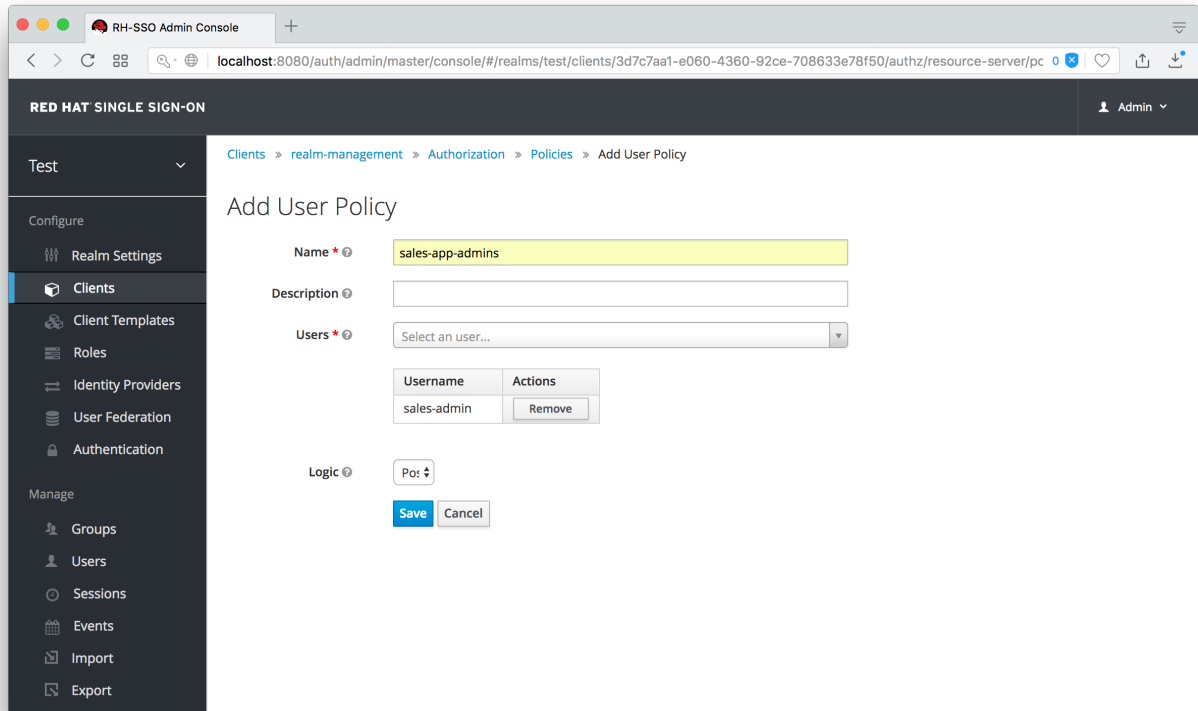 RH-SSO Admin Console
localhost:8080/auth/admin/master/console/#/realms/test/clients/3d7c7aa1-e060-4360-92ce-708633e78f50/authz/resource-server/pc 0
RED HAT SINGLE SIGN-ON
Admin
Test
Clients » realm-management » Authorization » Policies » Add User Policy
Add User Policy
Configure
Realm Settings
Clients
Client Templates
Roles
Identity Providers
User Federation
Authentication
Manage
Groups
Users
Sessions
Events
Import
Export
Name *
sales-app-admins
Description
Users *
Select an user...
Username Actions
sales-admin Remove
Logic
Pos
Save Cancel